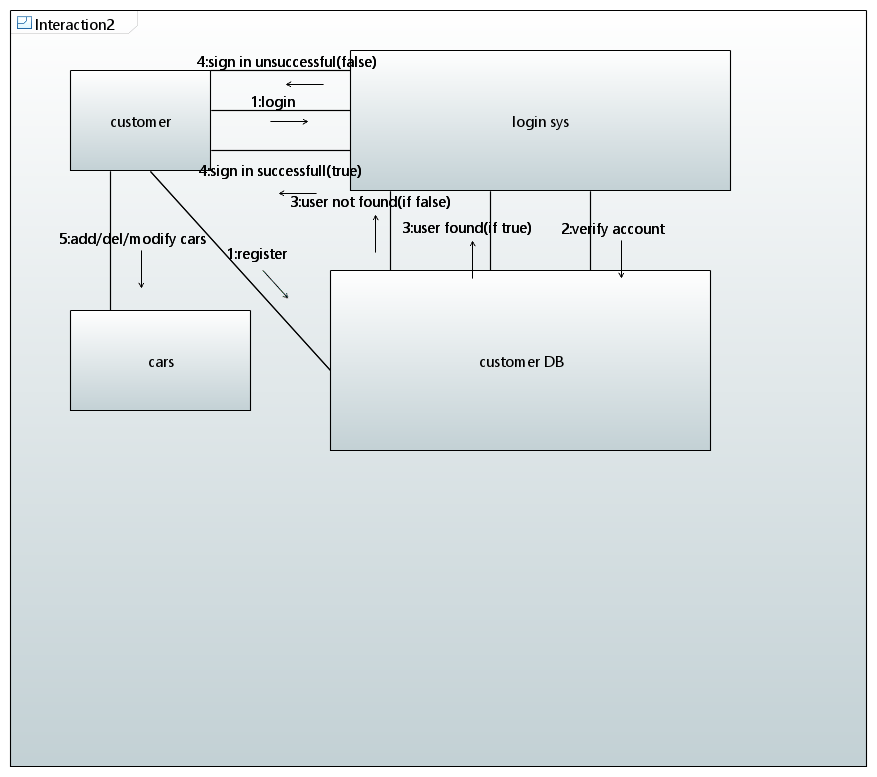 Interaction2
4:sign in unsuccessful(false)
1:login
customer
login sys
4:sign in successfull(true)
3:user not found(if false)
3:user found(if true)
2:verify account
5:add/del/modify cars
1:register
cars
customer DB